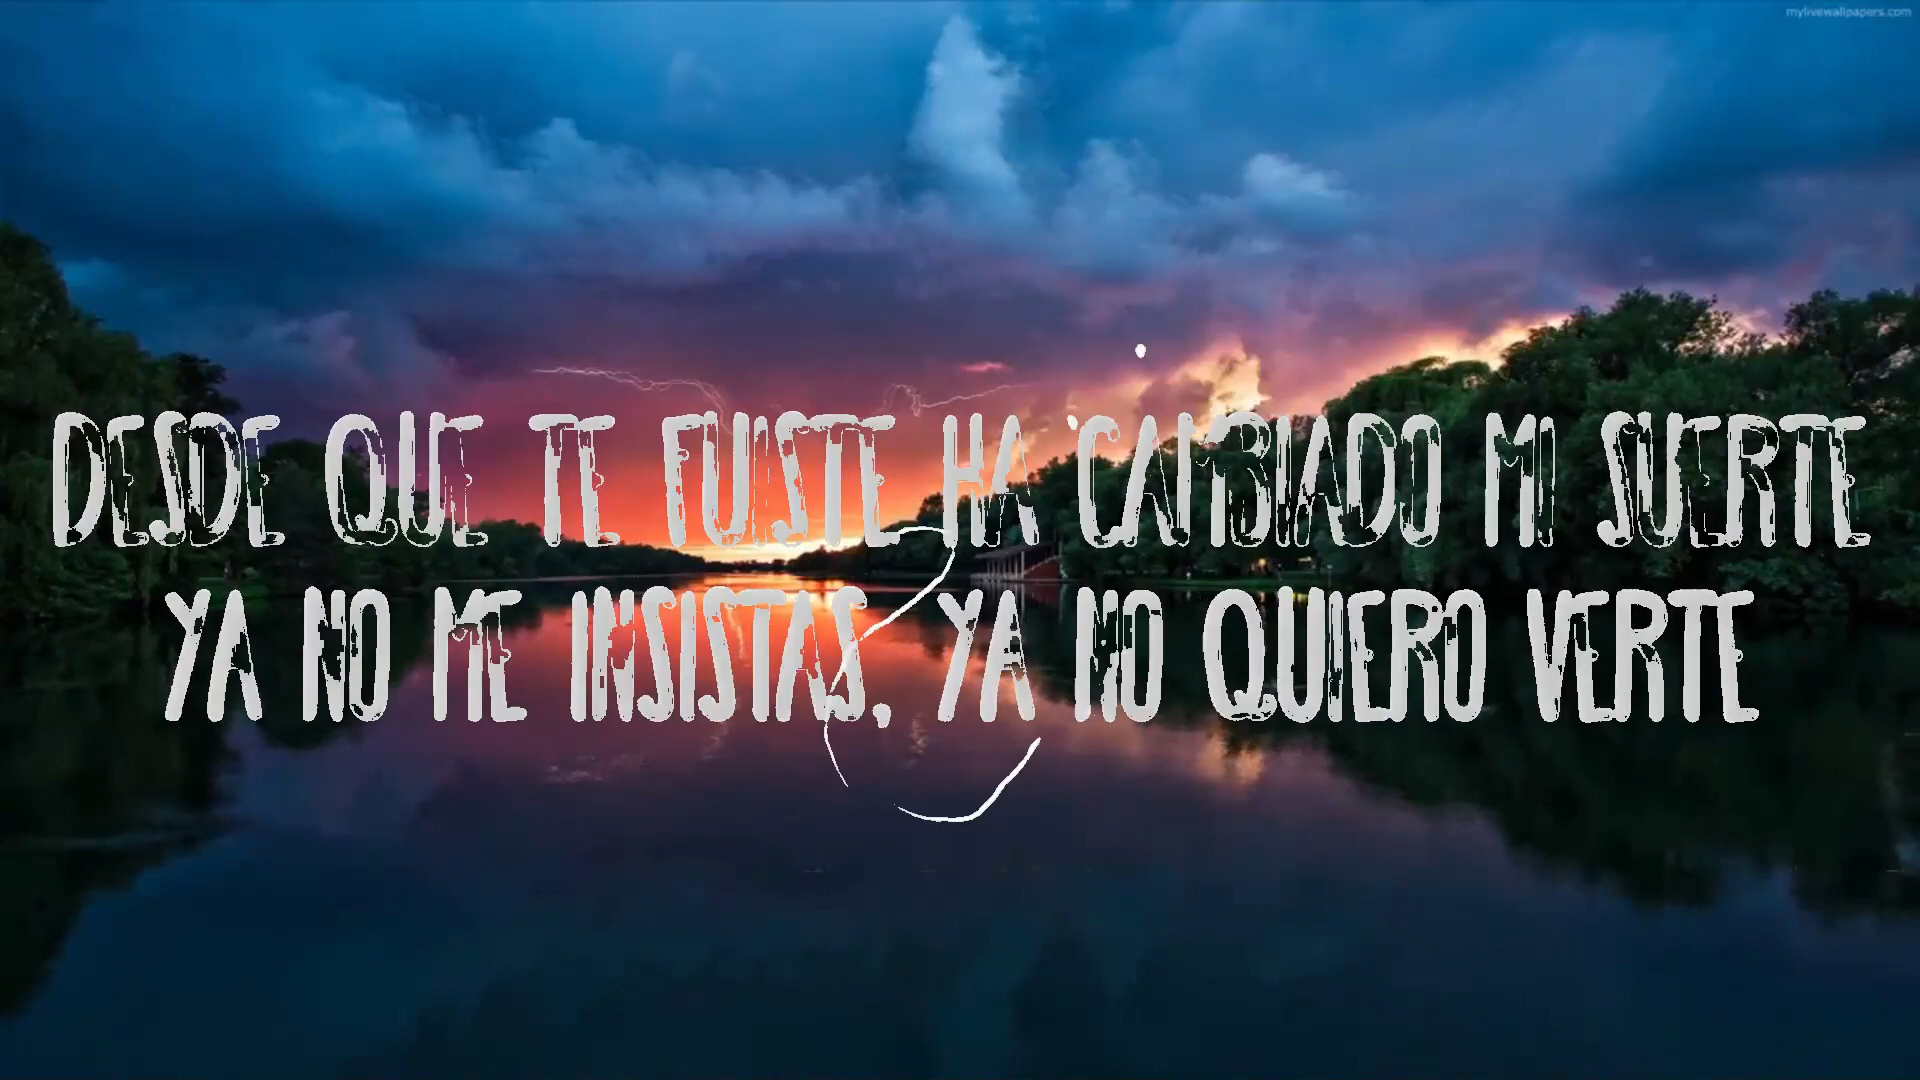 mylivewallpapers.com
DESDE QUE TE FUISTE HA CAMBIADO MI SUERTE
YA NO ME INSISTAS, YA NO QUIERO VERTE